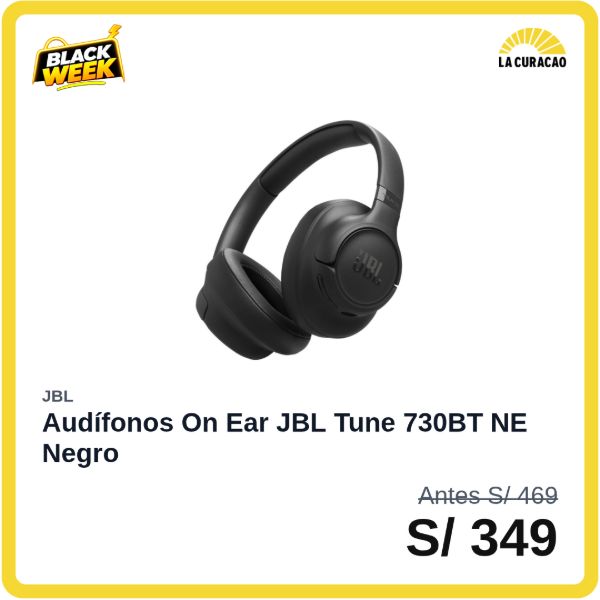 BLACK
WEEK
LA CURACAO
JBL
JBL
Audífonos On Ear JBL Tune 730BT NE
Negro
Antes S/ 469
S/ 349